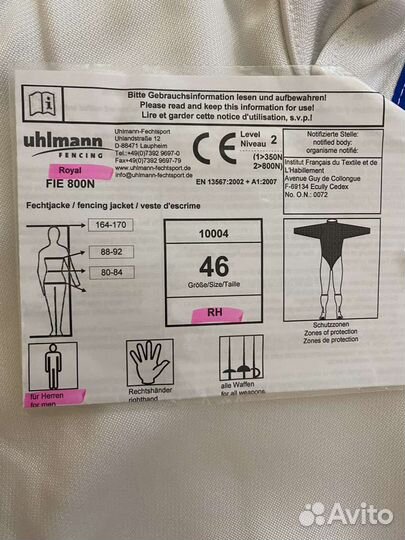 Bitte Gebrauchsinformation lesen und aufbewahren!
Please read and keep this information for use!
Lire et garder cette notice d'utilisation, s.v.p.!
uhlmann
FENCING
Royal
FIE 800N
Uhlmann-Fechtsport
Uhlandstraße 12
D-88471 Laupheim
Tel.:+49(0)7392 9697-0
Fax+49(0)7392 9697-79
www.uhlmann-fechtsport.de
info@uhlmann-fechtsport.de
CE
Level
Niveau 2
(1>350N
2>800N)
EN 13567:2002 + A1:2007
Notifizierte Stelle:
notified body:
organisme notifié:
Institut Français du Textile et de
L'Habillement
Avenue Guy de Collongue
F-69134 Ecully Cedex
No. O.N.: 0072
Fechtjacke / fencing jacket / veste d'escrime
164-170
88-92
80-84
10004
46
Größe/Size/Taille
RH
Schutzzonen
Zones of protection
Zones de protection
für Herren
for men
Rechtshänder
righthand
alle Waffen
for all weapons
Avito